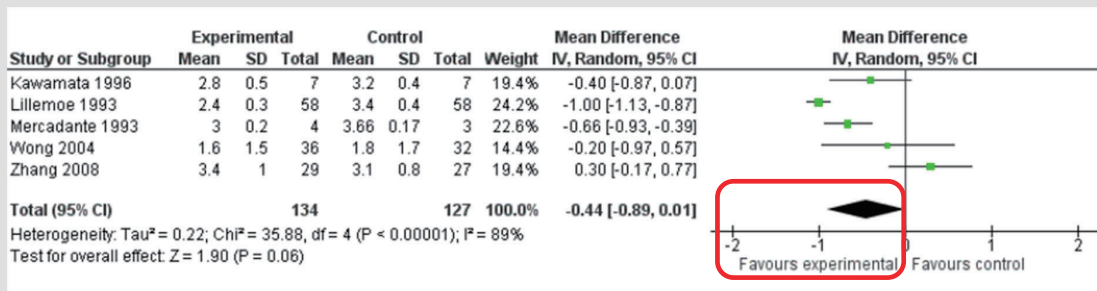 Experimental Control Mean Difference Mean Difference
Study or Subgroup Mean SD Total Mean SD Total Weight IV, Random, 95% CI IV, Random, 95% CI
Kawamata 1996 2.8 0.5 7 3.2 0.4 7 19.4% -0.40 [-0.87, 0.07]
Lillemoe 1993 2.4 0.3 58 3.4 0.4 58 24.2% -1.00 [-1.13, -0.87]
Mercadante 1993 3 0.2 4 3.66 0.17 3 22.6% -0.66 [-0.93, -0.39]
Wong 2004 1.6 1.5 36 1.8 1.7 32 14.4% -0.20 [-0.97, 0.57]
Zhang 2008 3.4 1 29 3.1 0.8 27 19.4% 0.30 [-0.17, 0.77]
Total (95% CI) 134 127 100.0% -0.44 [-0.89, 0.01]
Heterogeneity: Tau² = 0.22; Chi² = 35.88, df = 4 (P < 0.00001); I² = 89%
Test for overall effect: Z = 1.90 (P = 0.06)
-2 -1 0 1 2
Favours experimental Favours control